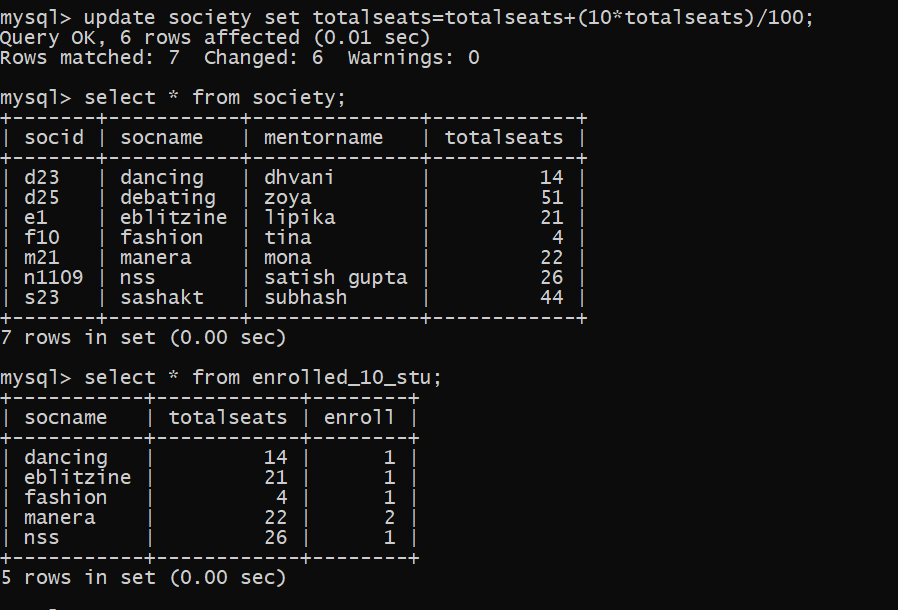 mysql> update society set totalseats=totalseats+(10*totalseats)/100;
Query OK, 6 rows affected (0.01 sec)
Rows matched: 7  Changed: 6  Warnings: 0

mysql> select * from society;
+-------+-----------+--------------+------------+
| socid | socname   | mentorname   | totalseats |
+-------+-----------+--------------+------------+
| d23   | dancing   | dhvani       |         14 |
| d25   | debating  | zoya         |         51 |
| e1    | eblitzine | lipika       |         21 |
| f10   | fashion   | tina         |          4 |
| m21   | manera    | mona         |         22 |
| n1109 | nss       | satish gupta |         26 |
| s23   | sashakt   | subhash      |         44 |
+-------+-----------+--------------+------------+
7 rows in set (0.00 sec)

mysql> select * from enrolled_10_stu;
+-----------+------------+--------+
| socname   | totalseats | enroll |
+-----------+------------+--------+
| dancing   |         14 |      1 |
| eblitzine |         21 |      1 |
| fashion   |          4 |      1 |
| manera    |         22 |      2 |
| nss       |         26 |      1 |
+-----------+------------+--------+
5 rows in set (0.00 sec)